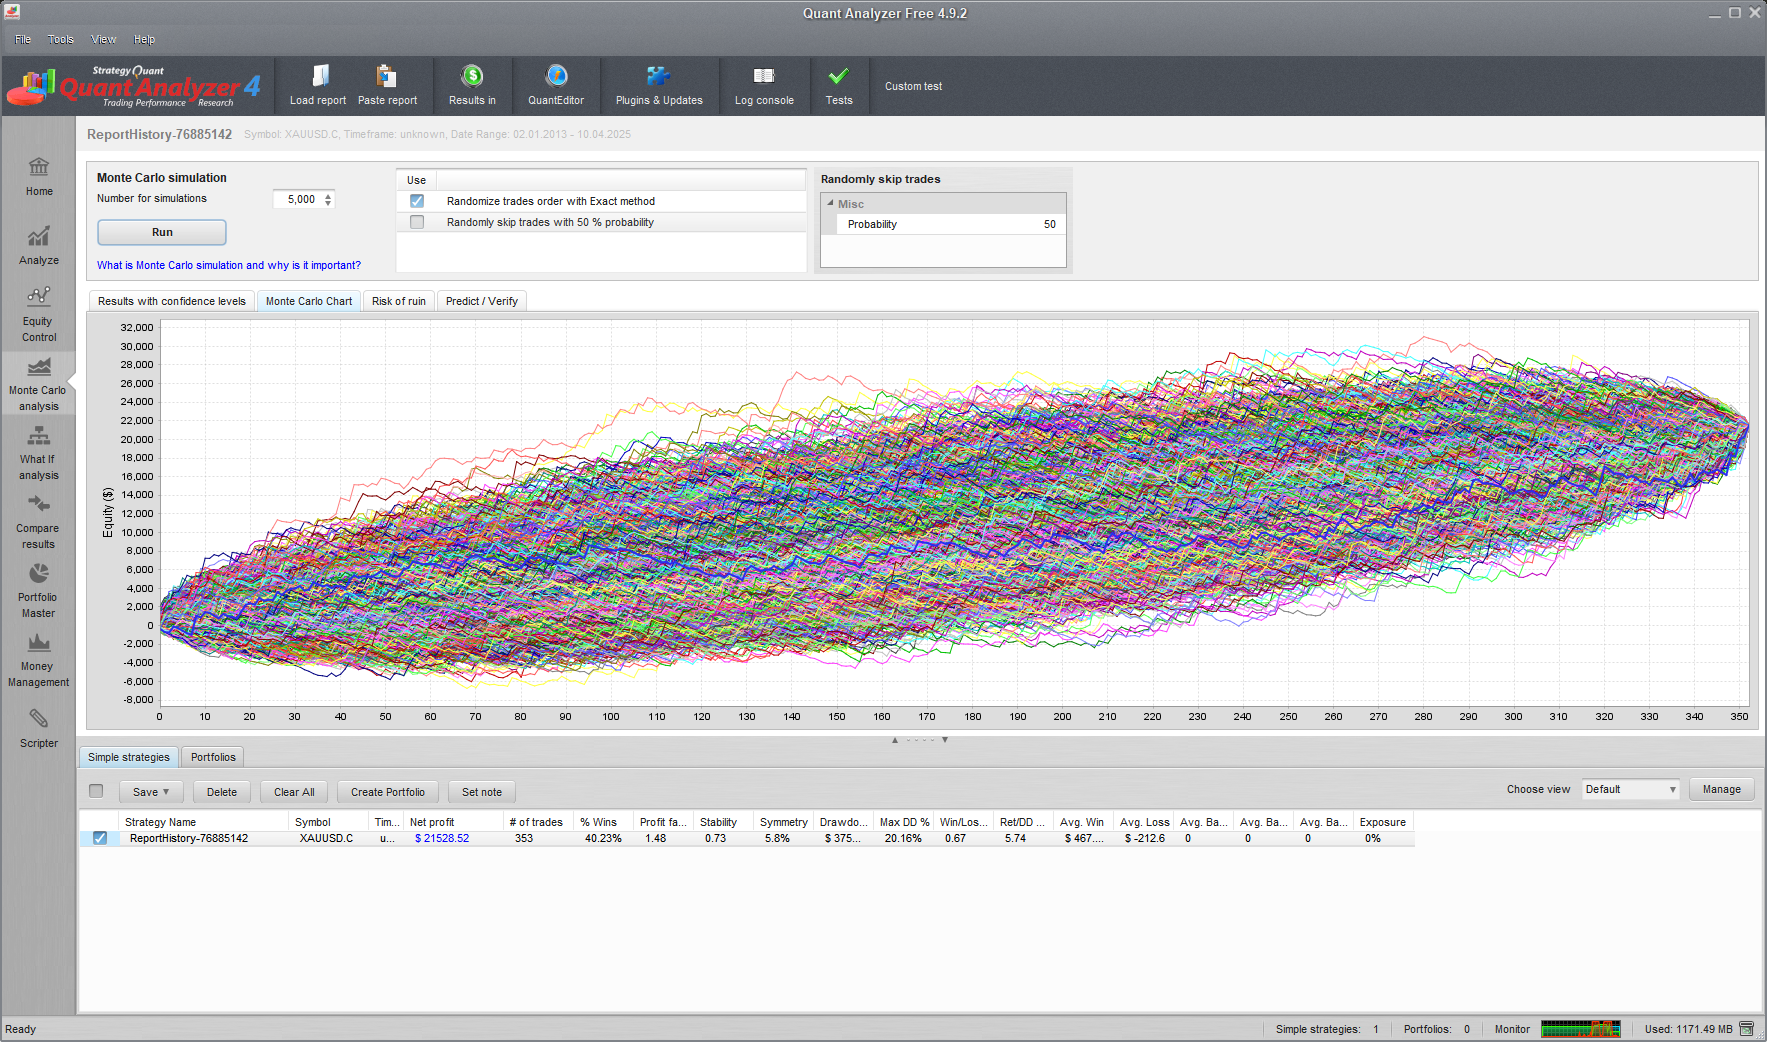 Quant Analyzer Free 4.9.2
File Tools View Help
Strategy Quant
Quant Analyzer 4
Trading Performance Research
Load report
Paste report
Results in
QuantEditor
Plugins & Updates
Log console
Tests
Custom test
ReportHistory-76885142 Symbol: XAUUSD.C, Timeframe: unknown, Date Range: 02.01.2013 - 10.04.2025
Home
Analyze
Equity
Control
Monte Carlo
analysis
What If
analysis
Compare
results
Portfolio
Master
Money
Management
Scripter
Monte Carlo simulation
Number for simulations 5,000
Run
What is Monte Carlo simulation and why is it important?
Use
Randomize trades order with Exact method
Randomly skip trades with 50 % probability
Randomly skip trades
Misc
Probability 50
Results with confidence levels Monte Carlo Chart Risk of ruin Predict / Verify
Equity ($)
32,000
30,000
28,000
26,000
24,000
22,000
20,000
18,000
16,000
14,000
12,000
10,000
8,000
6,000
4,000
2,000
0
-2,000
-4,000
-6,000
-8,000
0 10 20 30 40 50 60 70 80 90 100 110 120 130 140 150 160 170 180 190 200 210 220 230 240 250 260 270 280 290 300 310 320 330 340 350
Simple strategies Portfolios
Save Delete Clear All Create Portfolio Set note Choose view Default Manage
Strategy Name Symbol Tim... Net profit # of trades % Wins Profit fa... Stability Symmetry Drawdo... Max DD % Win/Los... Ret/DD ... Avg. Win Avg. Loss Avg. Ba... Avg. Ba... Avg. Ba... Exposure
ReportHistory-76885142 XAUUSD.C u... $ 21528.52 353 40.23% 1.48 0.73 5.8% $ 375... 20.16% 0.67 5.74 $ 467.... $ -212.6 0 0 0 0%
Ready Simple strategies: 1 Portfolios: 0 Monitor Used: 1171.49 MB